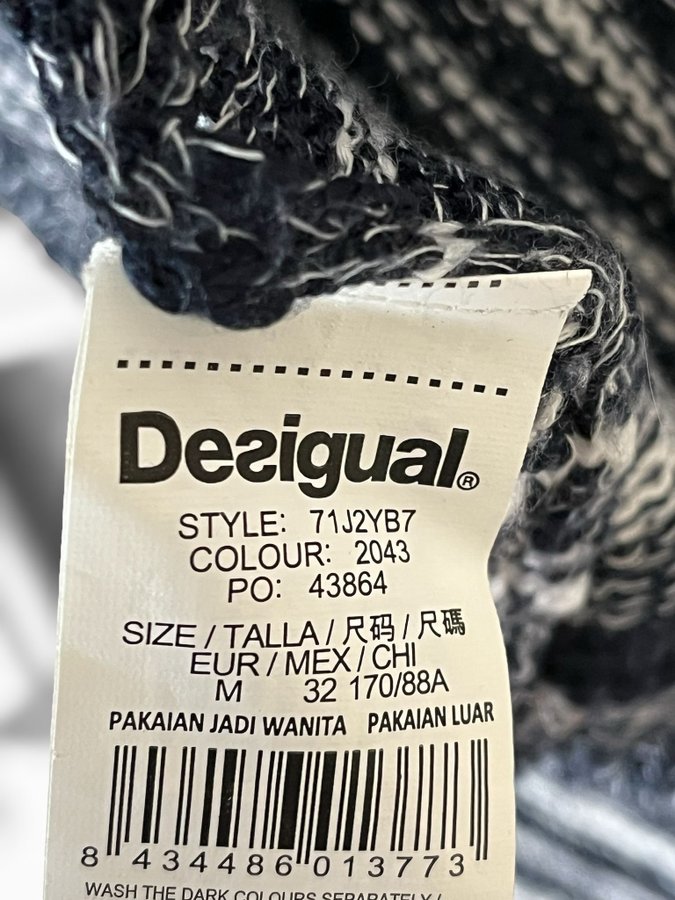 Desigual®
STYLE: 71J2YB7
COLOUR: 2043
PO: 43864
SIZE / TALLA / 尺码 / 尺碼
EUR / MEX / CHI
M 32 170/88A
PAKAIAN JADI WANITA PAKAIAN LUAR
8 434486 013773
WASH THE DARK COLOURS SEPARATELY /